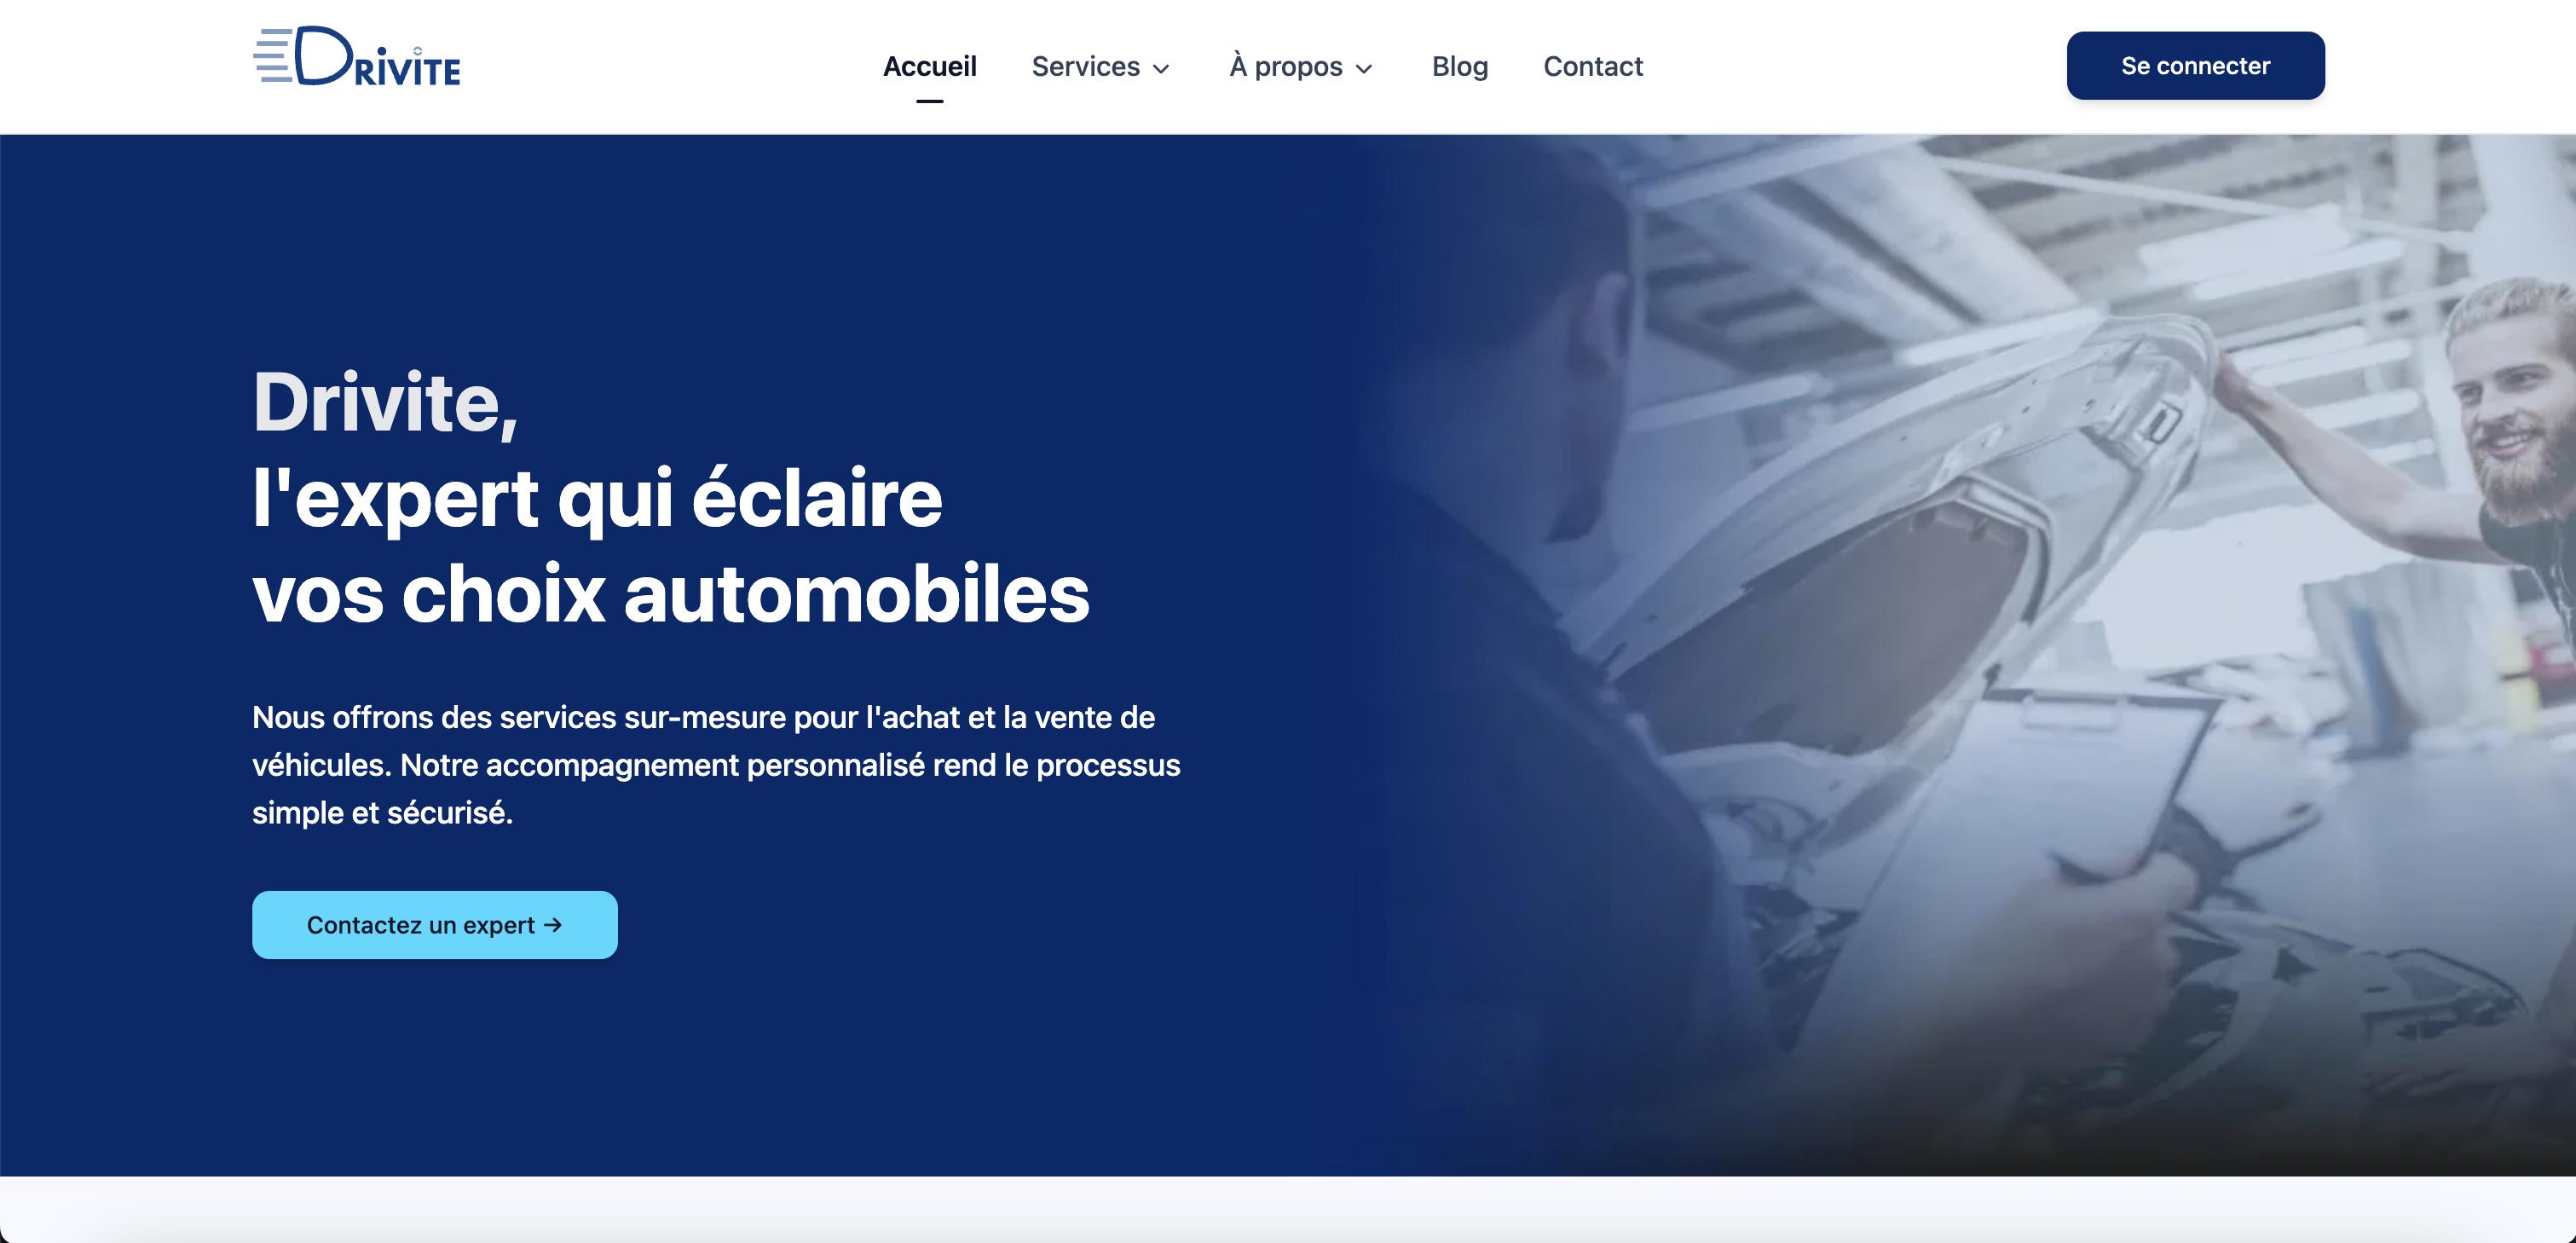 DRIVITE
Accueil
Services
À propos
Blog
Contact
Se connecter
Drivite,
l'expert qui éclaire
vos choix automobiles
Nous offrons des services sur-mesure pour l'achat et la vente de
véhicules. Notre accompagnement personnalisé rend le processus
simple et sécurisé.
Contactez un expert →